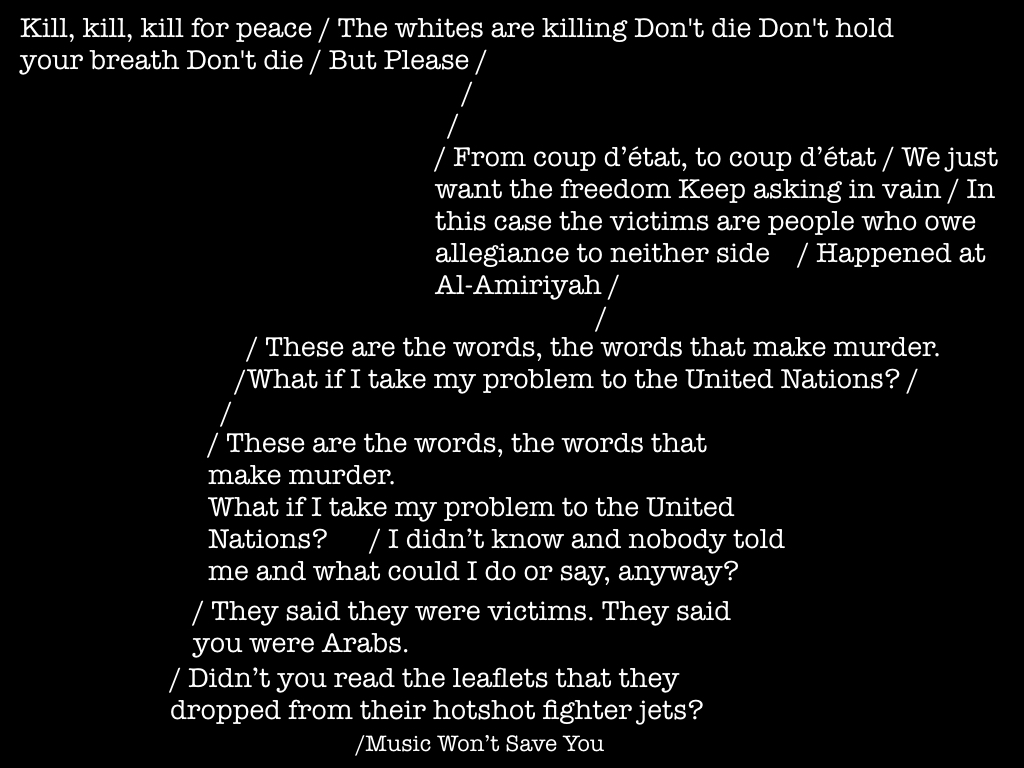 Kill, kill, kill for peace / The whites are killing Don't die Don't hold
your breath Don't die / But Please /
/
/
/ From coup d’état, to coup d’état / We just
want the freedom Keep asking in vain / In
this case the victims are people who owe
allegiance to neither side / Happened at
Al-Amiriyah /
/
/ These are the words, the words that make murder.
/What if I take my problem to the United Nations? /
/
/ These are the words, the words that
make murder.
What if I take my problem to the United
Nations? / I didn’t know and nobody told
me and what could I do or say, anyway?
/ They said they were victims. They said
you were Arabs.
/ Didn’t you read the leaflets that they
dropped from their hotshot fighter jets?
/Music Won’t Save You